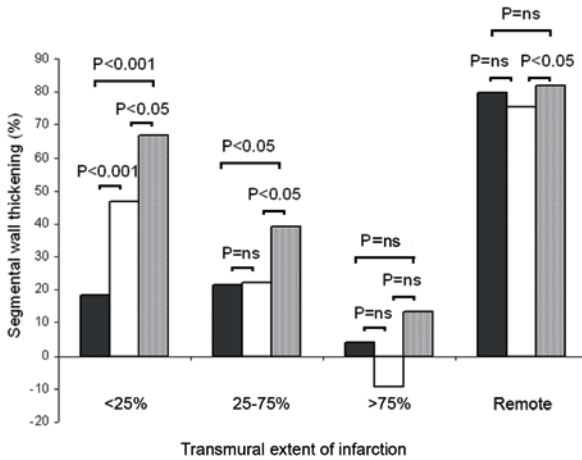 P=ns
90
P<0.001
P=ns P<0.05
80
P<0.05
70
P<0.05
60
P<0.001
P<0.05
50
P=ns
40
P=ns
30
P=ns
20
P=ns
10
0
-10
-20
Segmental wall thickening (%)
<25% 25-75% >75% Remote
Transmural extent of infarction